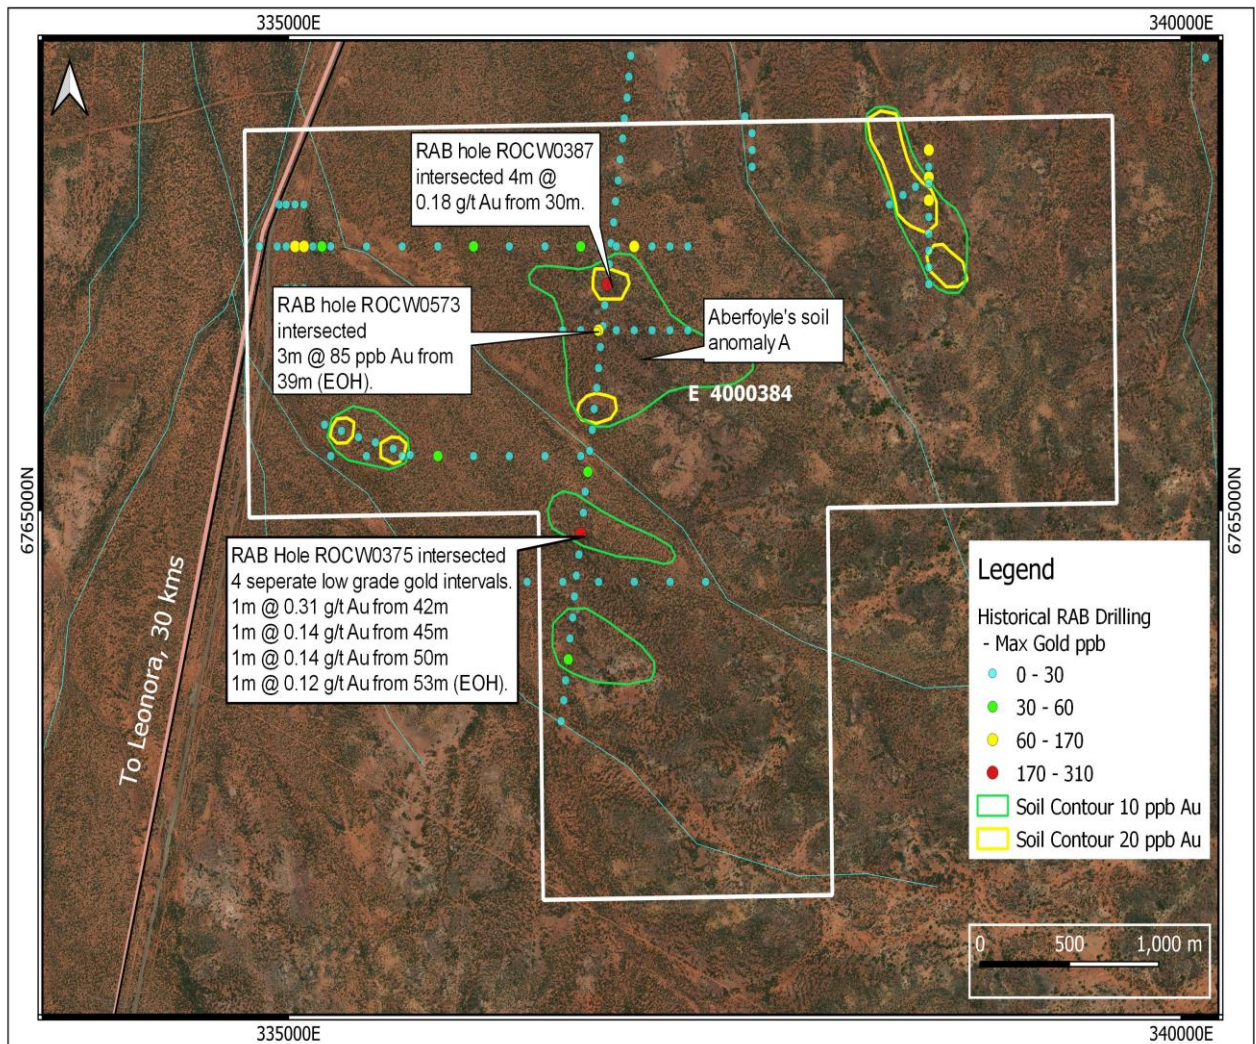 335000E
340000E
RAB hole ROCW0387
intersected 4m @
0.18 g/t Au from 30m.
RAB hole ROCW0573
intersected
3m @ 85 ppb Au from
39m (EOH).
Aberfoyle's soil
anomaly A
E 4000384
6765000N
6765000N
RAB Hole ROCW0375 intersected
4 seperate low grade gold intervals.
1m @ 0.31 g/t Au from 42m
1m @ 0.14 g/t Au from 45m
1m @ 0.14 g/t Au from 50m
1m @ 0.12 g/t Au from 53m (EOH).
To Leonora, 30 kms
Legend
Historical RAB Drilling
- Max Gold ppb
0 - 30
30 - 60
60 - 170
170 - 310
Soil Contour 10 ppb Au
Soil Contour 20 ppb Au
0 500 1,000 m
335000E
340000E